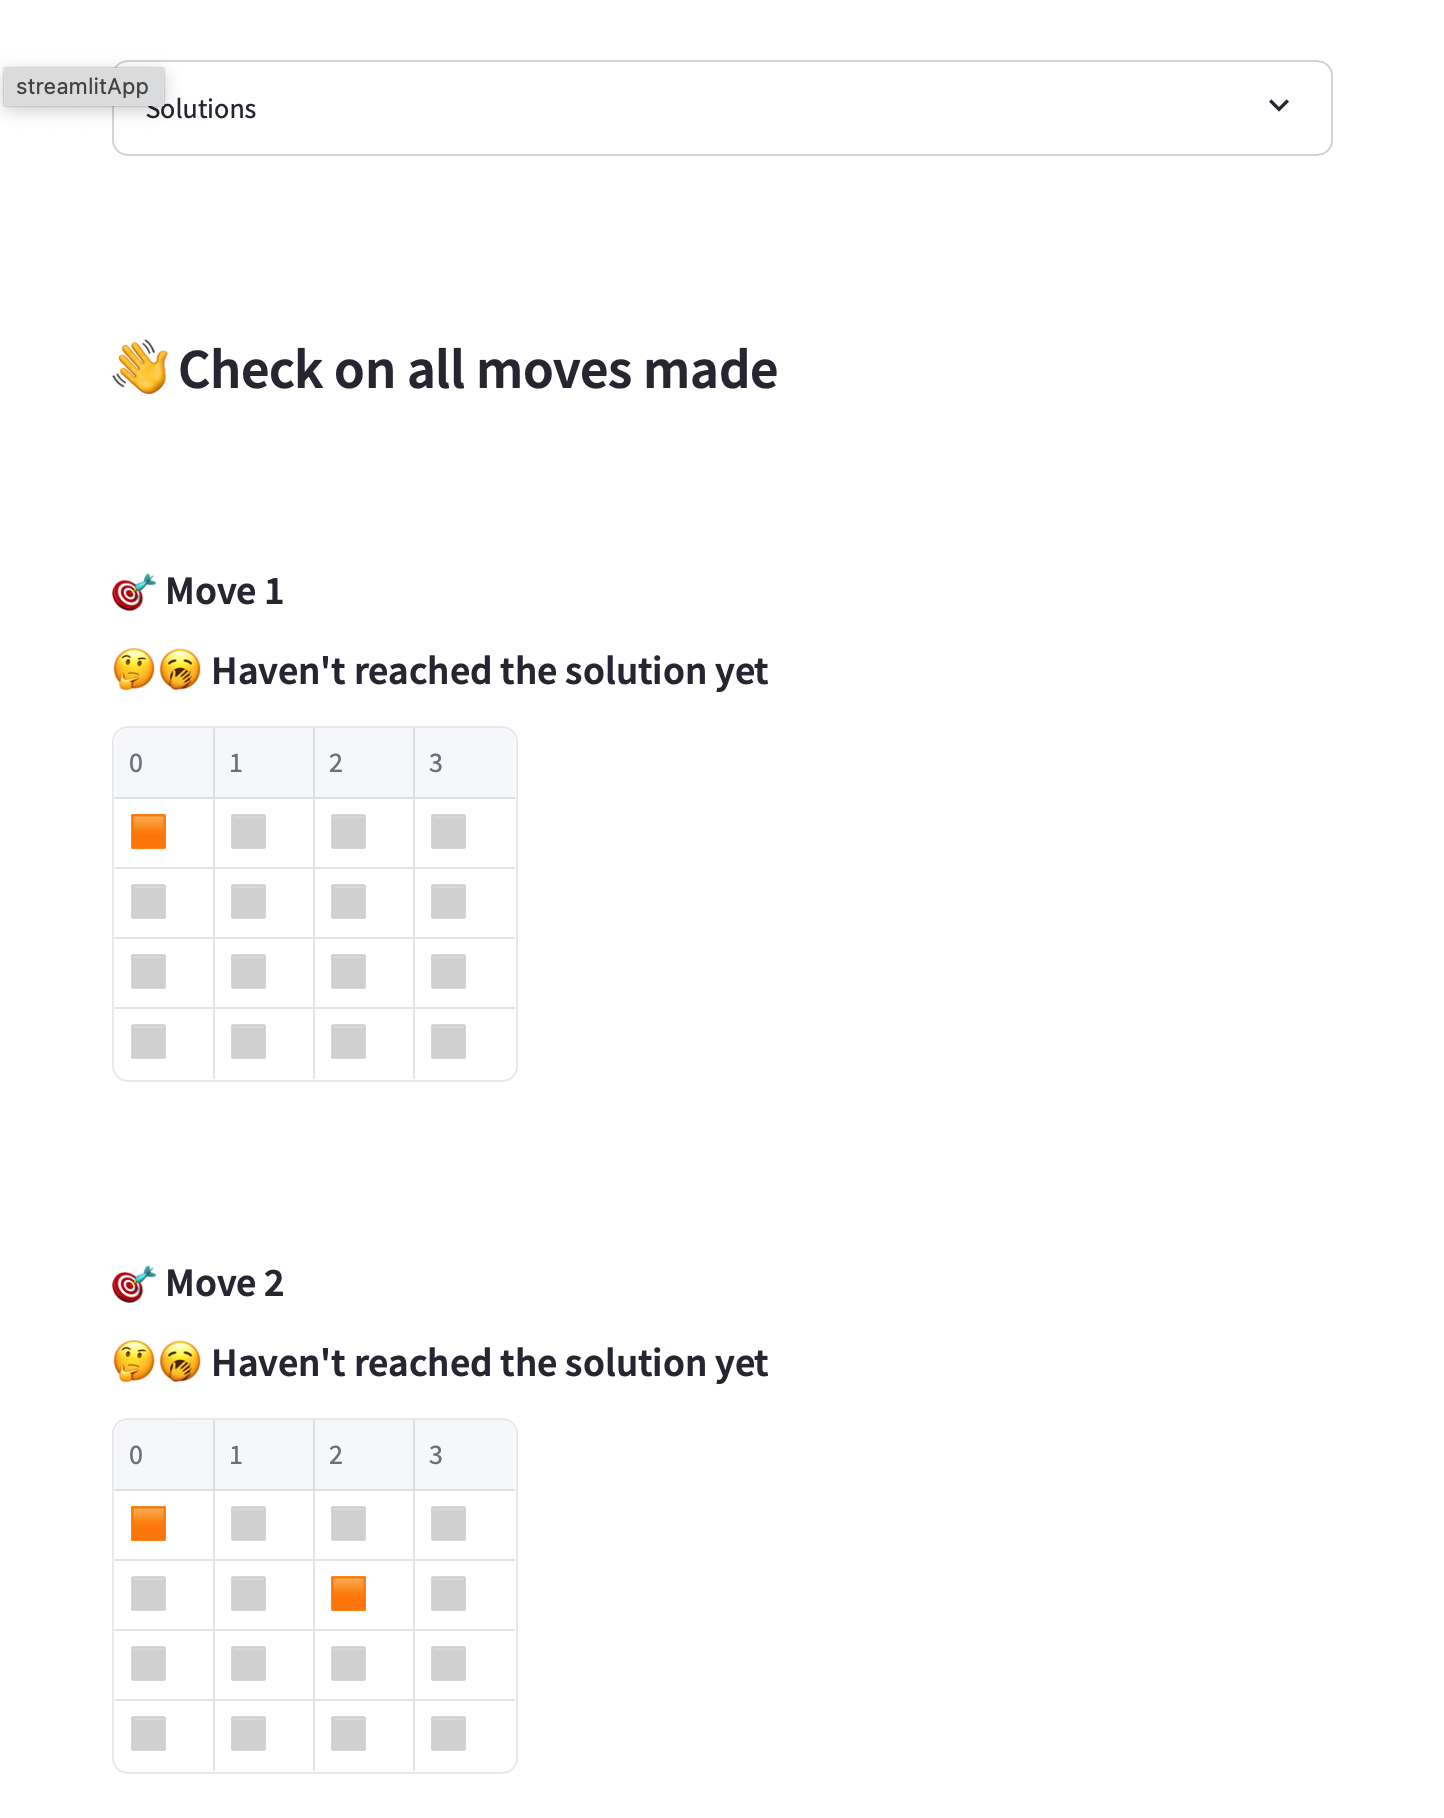 streamlitApp
Solutions
👋 Check on all moves made
🎯 Move 1
🤔🥱 Haven't reached the solution yet
0 1 2 3
🎯 Move 2
🤔🥱 Haven't reached the solution yet
0 1 2 3